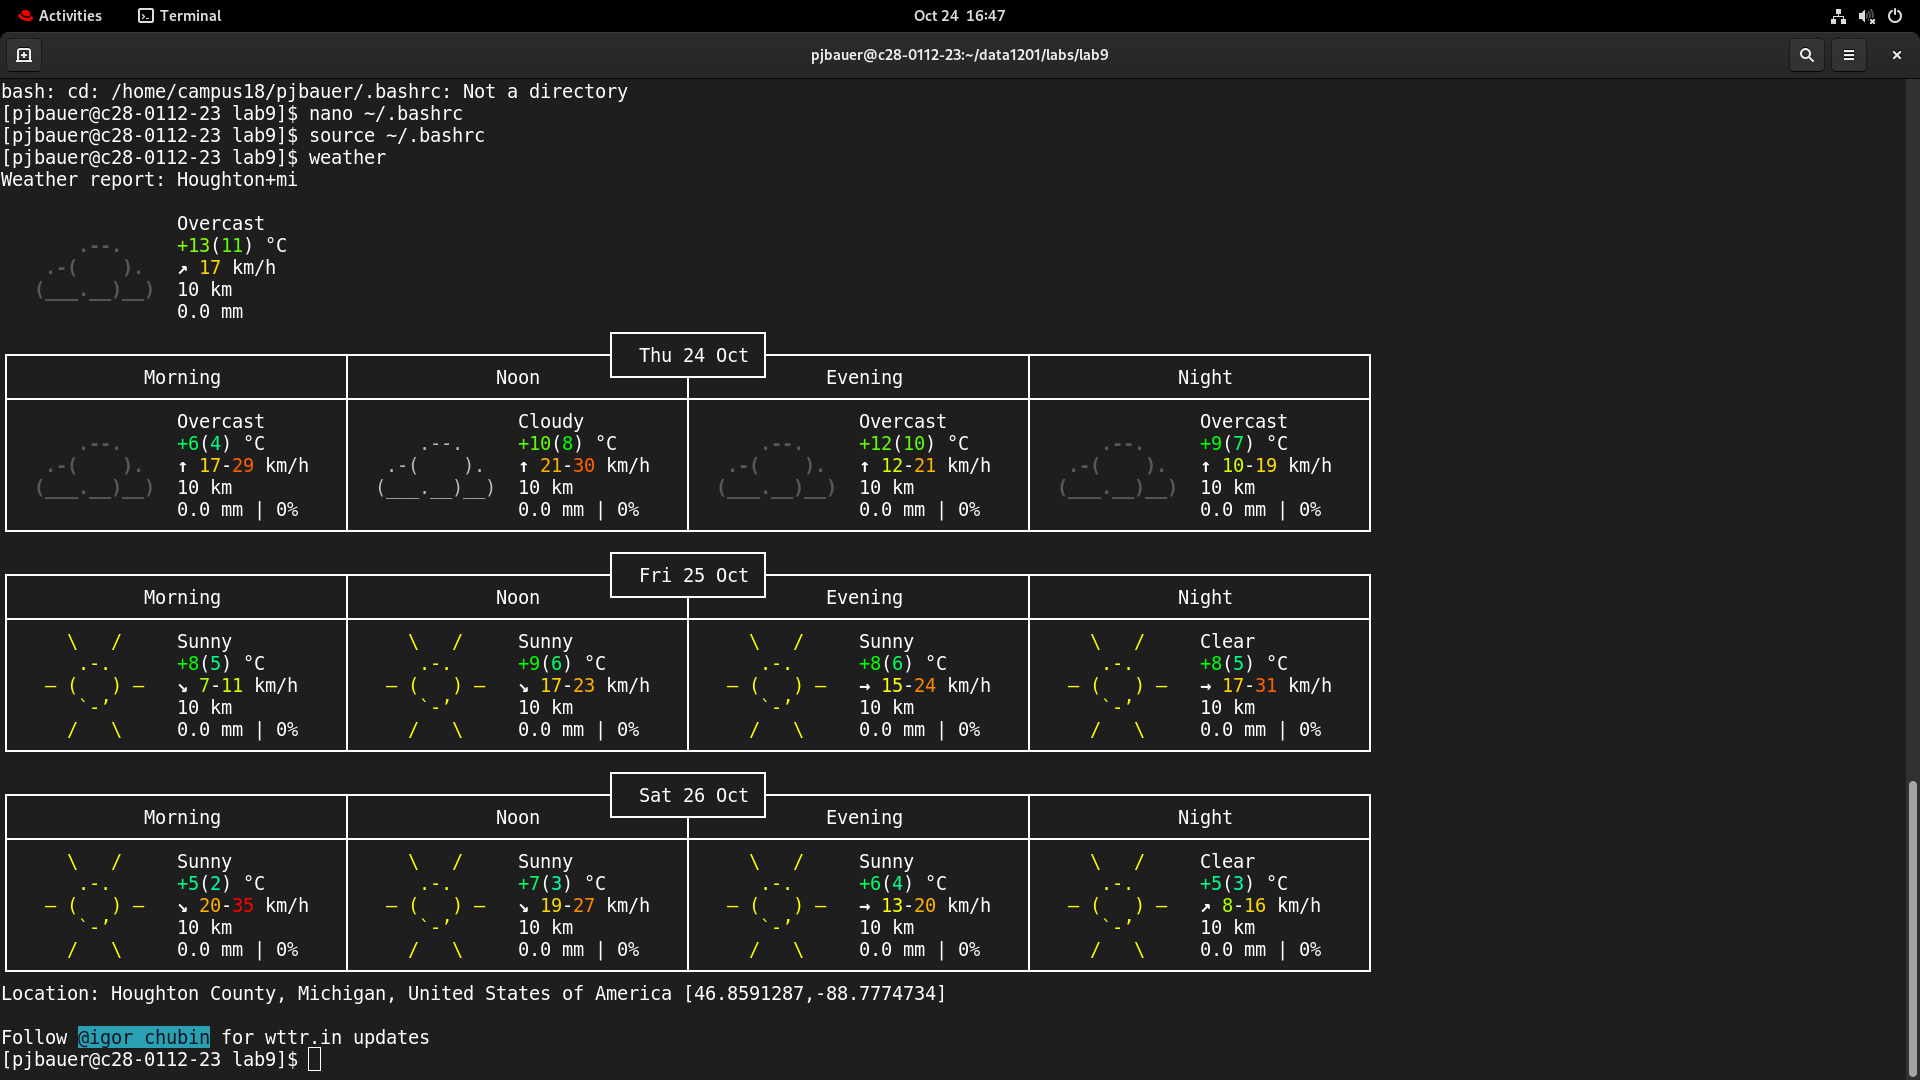 Activities Terminal Oct 24 16:47
pjbauer@c28-0112-23:~/data1201/labs/lab9
bash: cd: /home/campus18/pjbauer/.bashrc: Not a directory
[pjbauer@c28-0112-23 lab9]$ nano ~/.bashrc
[pjbauer@c28-0112-23 lab9]$ source ~/.bashrc
[pjbauer@c28-0112-23 lab9]$ weather
Weather report: Houghton+mi
Overcast
+13(11) °C
↗ 17 km/h
10 km
0.0 mm
Thu 24 Oct
Morning Noon Evening Night
Overcast Cloudy Overcast Overcast
+6(4) °C +10(8) °C +12(10) °C +9(7) °C
↑ 17-29 km/h ↑ 21-30 km/h ↑ 12-21 km/h ↑ 10-19 km/h
10 km 10 km 10 km 10 km
0.0 mm | 0% 0.0 mm | 0% 0.0 mm | 0% 0.0 mm | 0%
Fri 25 Oct
Morning Noon Evening Night
Sunny Sunny Sunny Clear
+8(5) °C +9(6) °C +8(6) °C +8(5) °C
↘ 7-11 km/h ↘ 17-23 km/h → 15-24 km/h → 17-31 km/h
10 km 10 km 10 km 10 km
0.0 mm | 0% 0.0 mm | 0% 0.0 mm | 0% 0.0 mm | 0%
Sat 26 Oct
Morning Noon Evening Night
Sunny Sunny Sunny Clear
+5(2) °C +7(3) °C +6(4) °C +5(3) °C
↘ 20-35 km/h ↘ 19-27 km/h → 13-20 km/h ↗ 8-16 km/h
10 km 10 km 10 km 10 km
0.0 mm | 0% 0.0 mm | 0% 0.0 mm | 0% 0.0 mm | 0%
Location: Houghton County, Michigan, United States of America [46.8591287,-88.7774734]
Follow @igor_chubin for wttr.in updates
[pjbauer@c28-0112-23 lab9]$